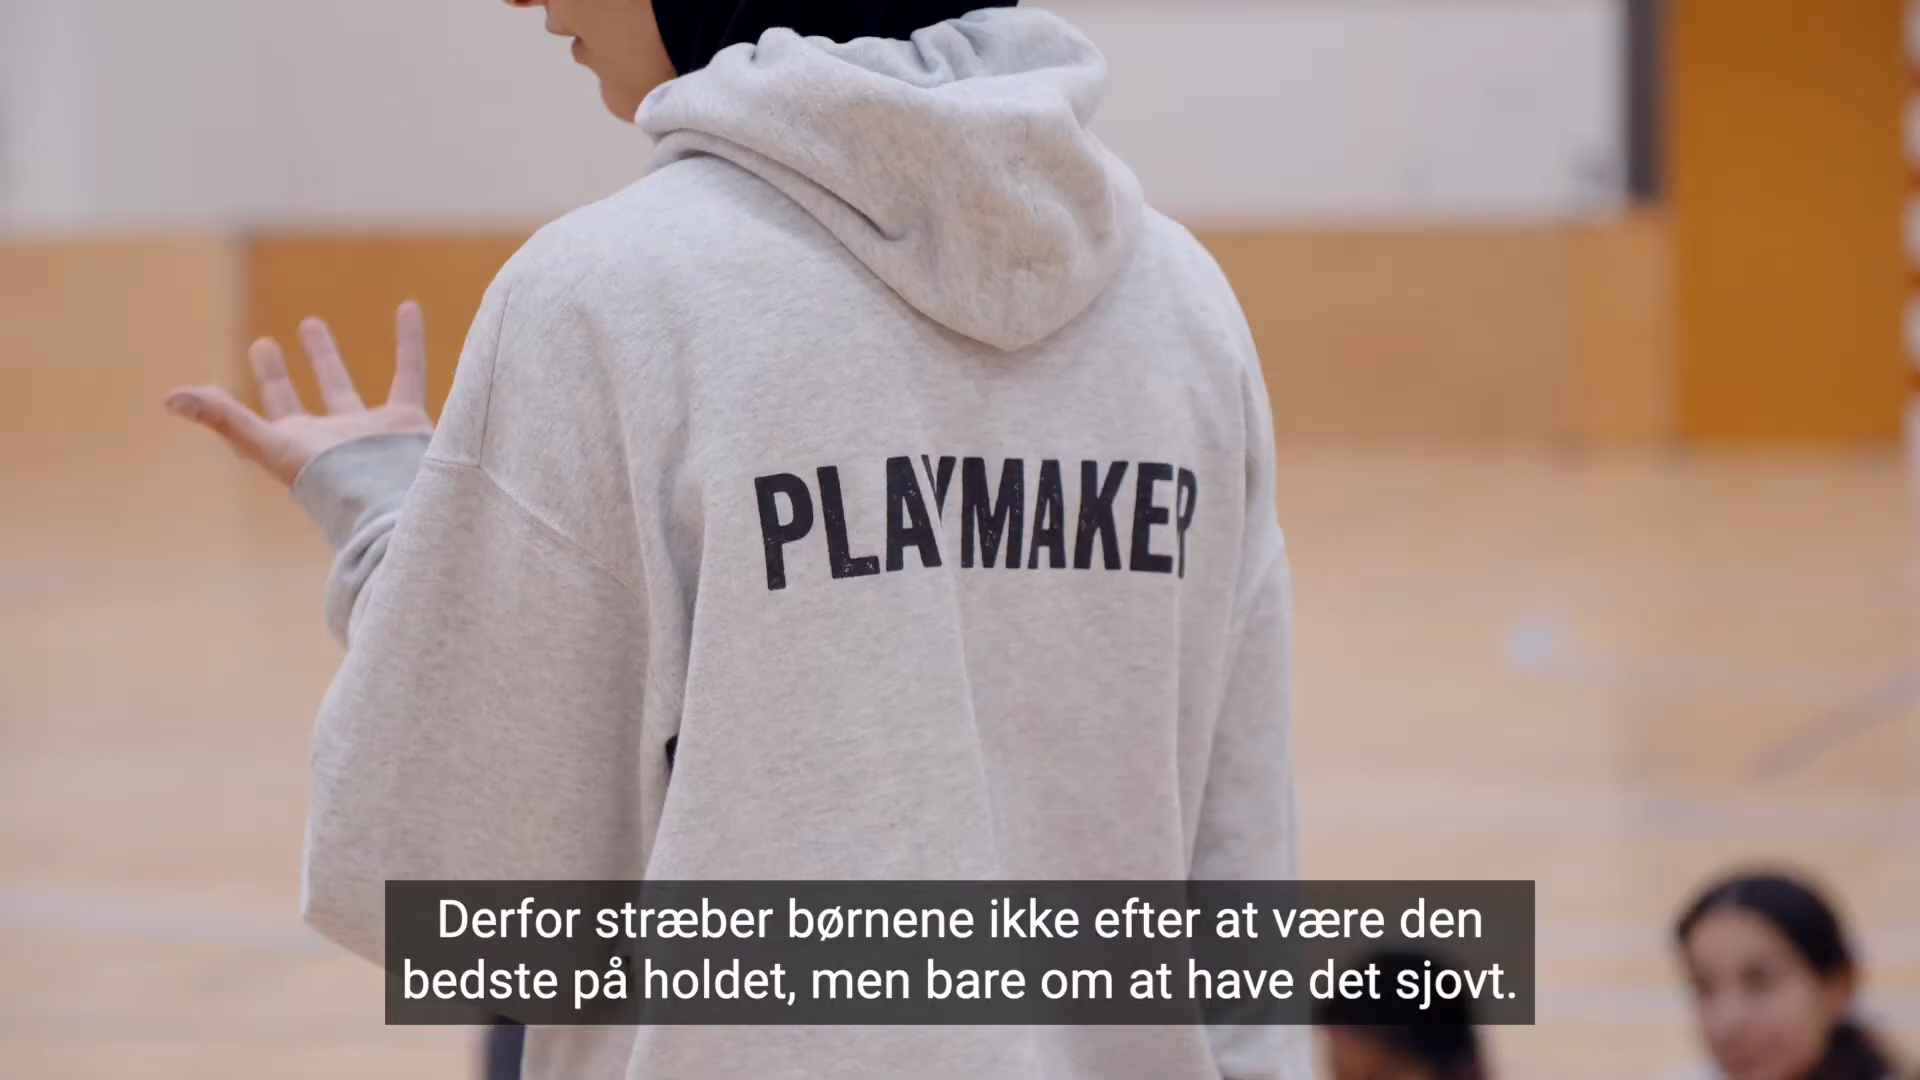 PLAYMAKER
Derfor stræber børnene ikke efter at være den
bedste på holdet, men bare om at have det sjovt.